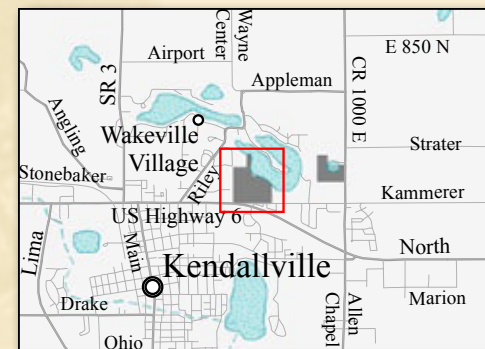 Wayne
Center
Airport
E 850 N
SR 3
Appleman
CR 1000 E
Angling
Wakeville
Village
Strater
Stonebaker
Riley
Kammerer
US Highway 6
Lima
Main
North
Kendallville
Drake
Chapel
Allen
Marion
Ohio